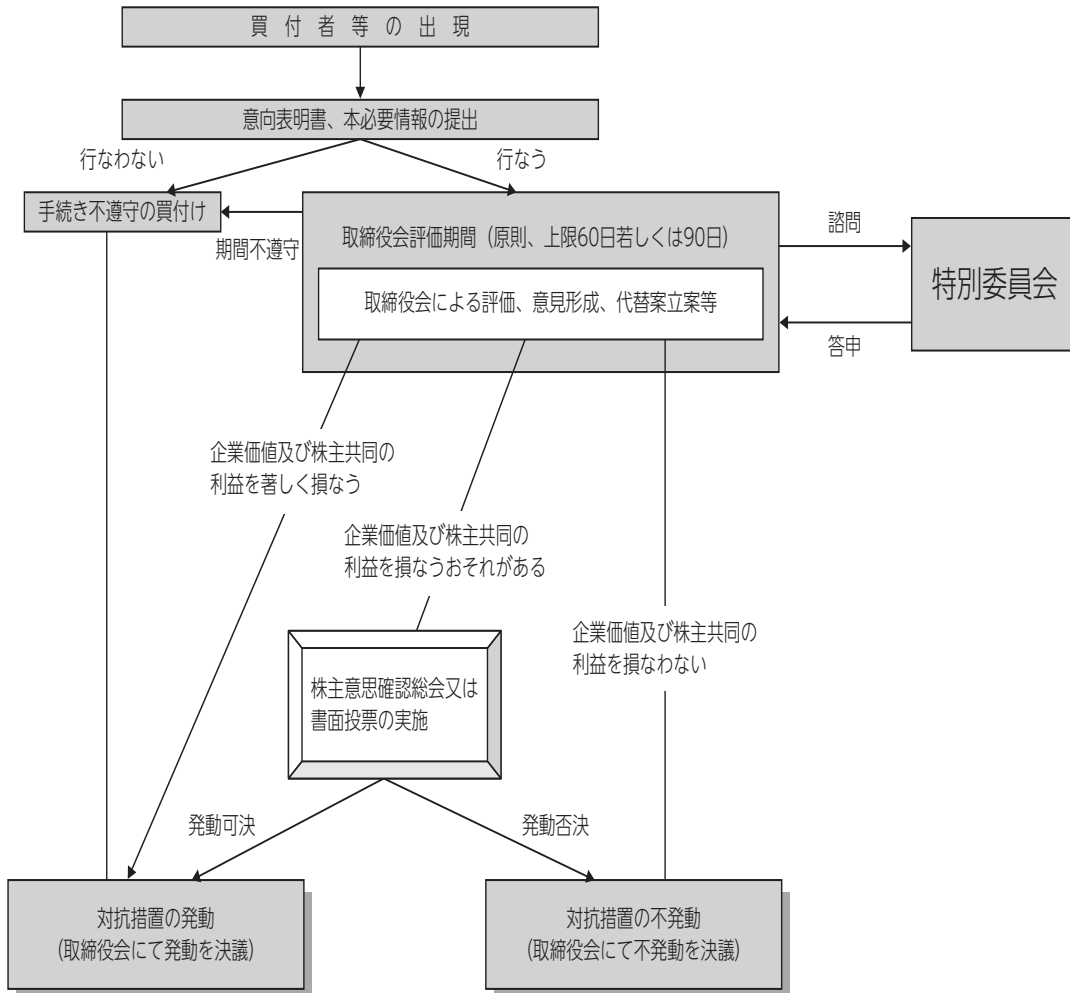 買付者等の出現
意向表明書、本必要情報の提出
行なわない
行なう
手続き不遵守の買付け
期間不遵守
取締役会評価期間（原則、上限60日若しくは90日）
取締役会による評価、意見形成、代替案立案等
諮問
特別委員会
答申
企業価値及び株主共同の
利益を著しく損なう
企業価値及び株主共同の
利益を損なうおそれがある
企業価値及び株主共同の
利益を損なわない
株主意思確認総会又は
書面投票の実施
発動可決
発動否決
対抗措置の発動
(取締役会にて発動を決議)
対抗措置の不発動
(取締役会にて不発動を決議)